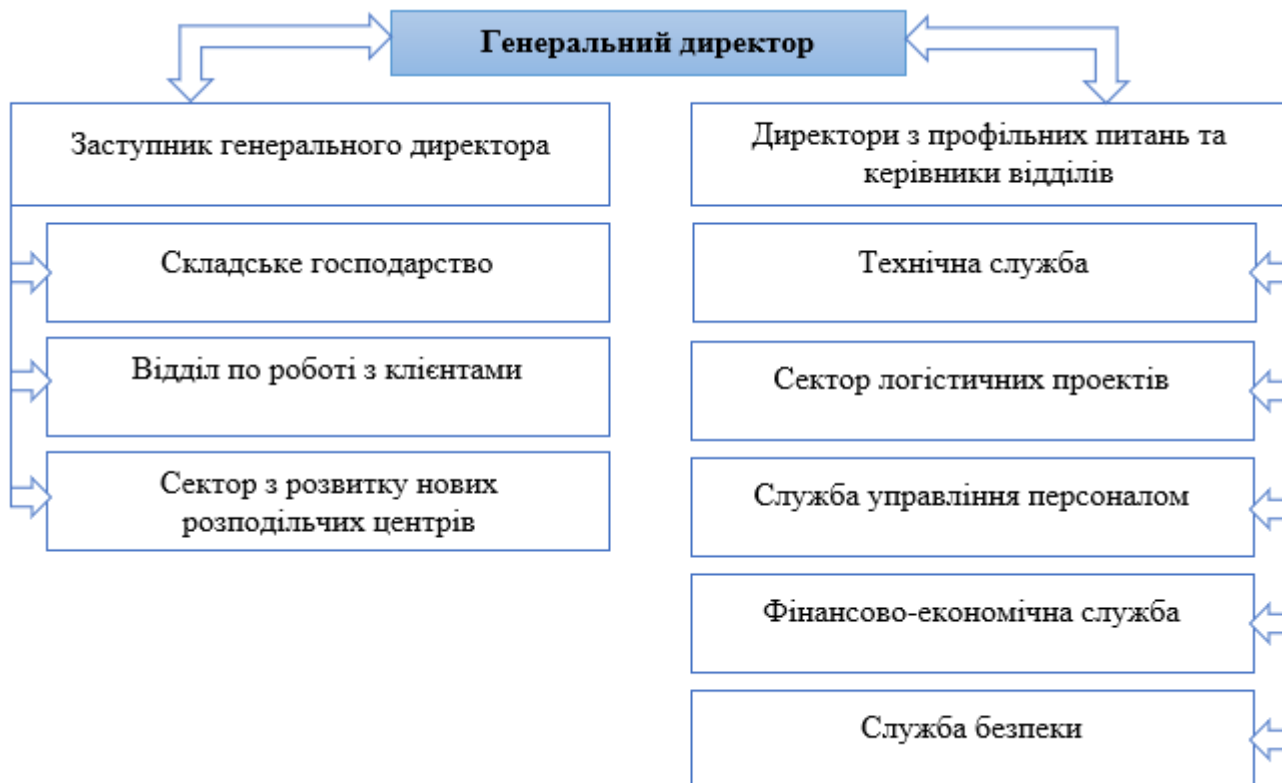 Генеральний директор
Заступник генерального директора
Складське господарство
Відділ по роботі з клієнтами
Сектор з розвитку нових
розподільчих центрів
Директори з профільних питань та
керівники відділів
Технічна служба
Сектор логістичних проектів
Служба управління персоналом
Фінансово-економічна служба
Служба безпеки